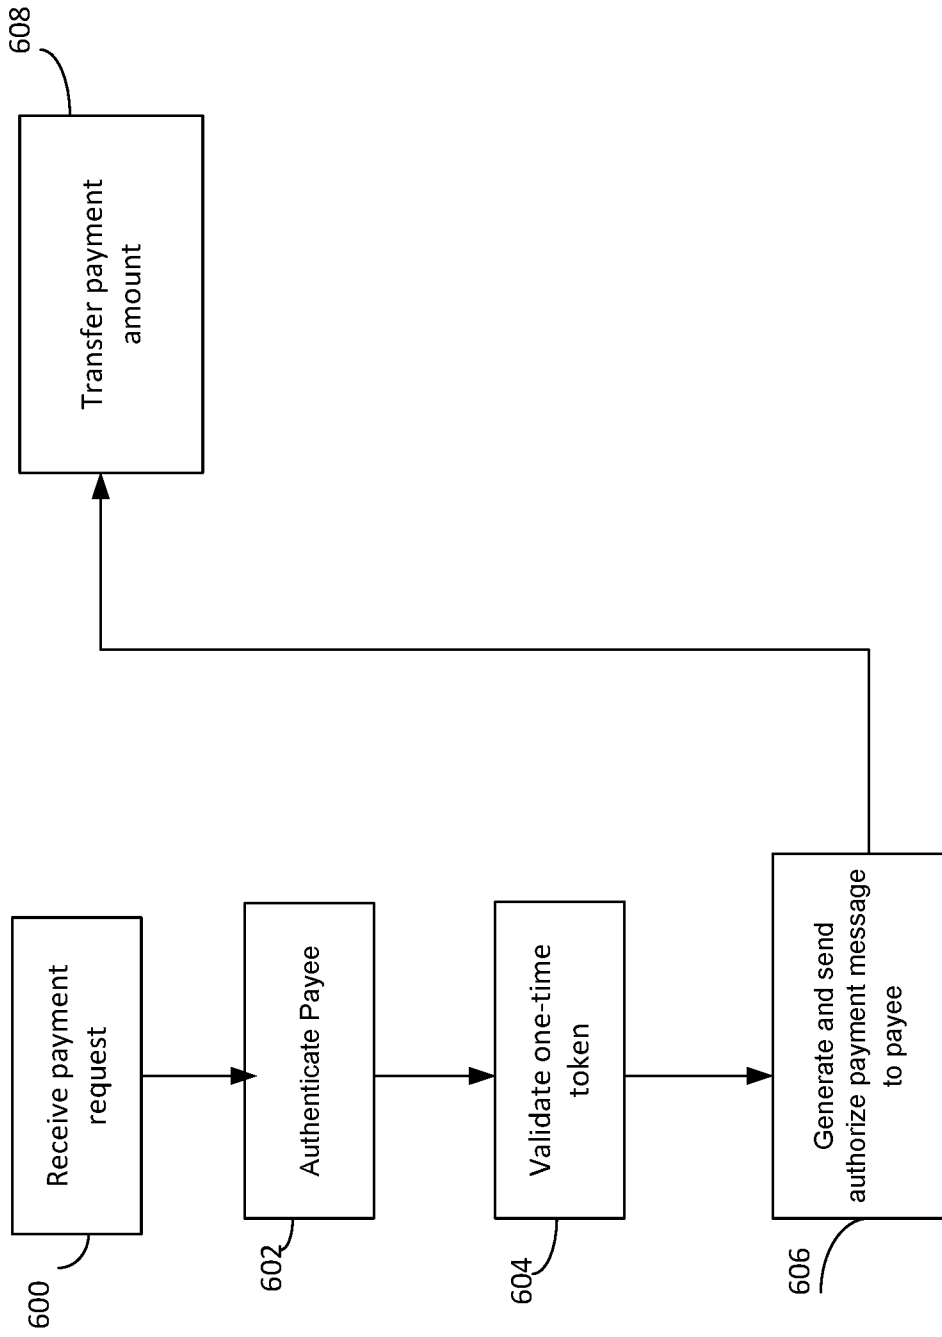 600
Receive payment
request
602
Authenticate Payee
604
Validate one-time
token
606
Generate and send
authorize payment message
to payee
608
Transfer payment
amount